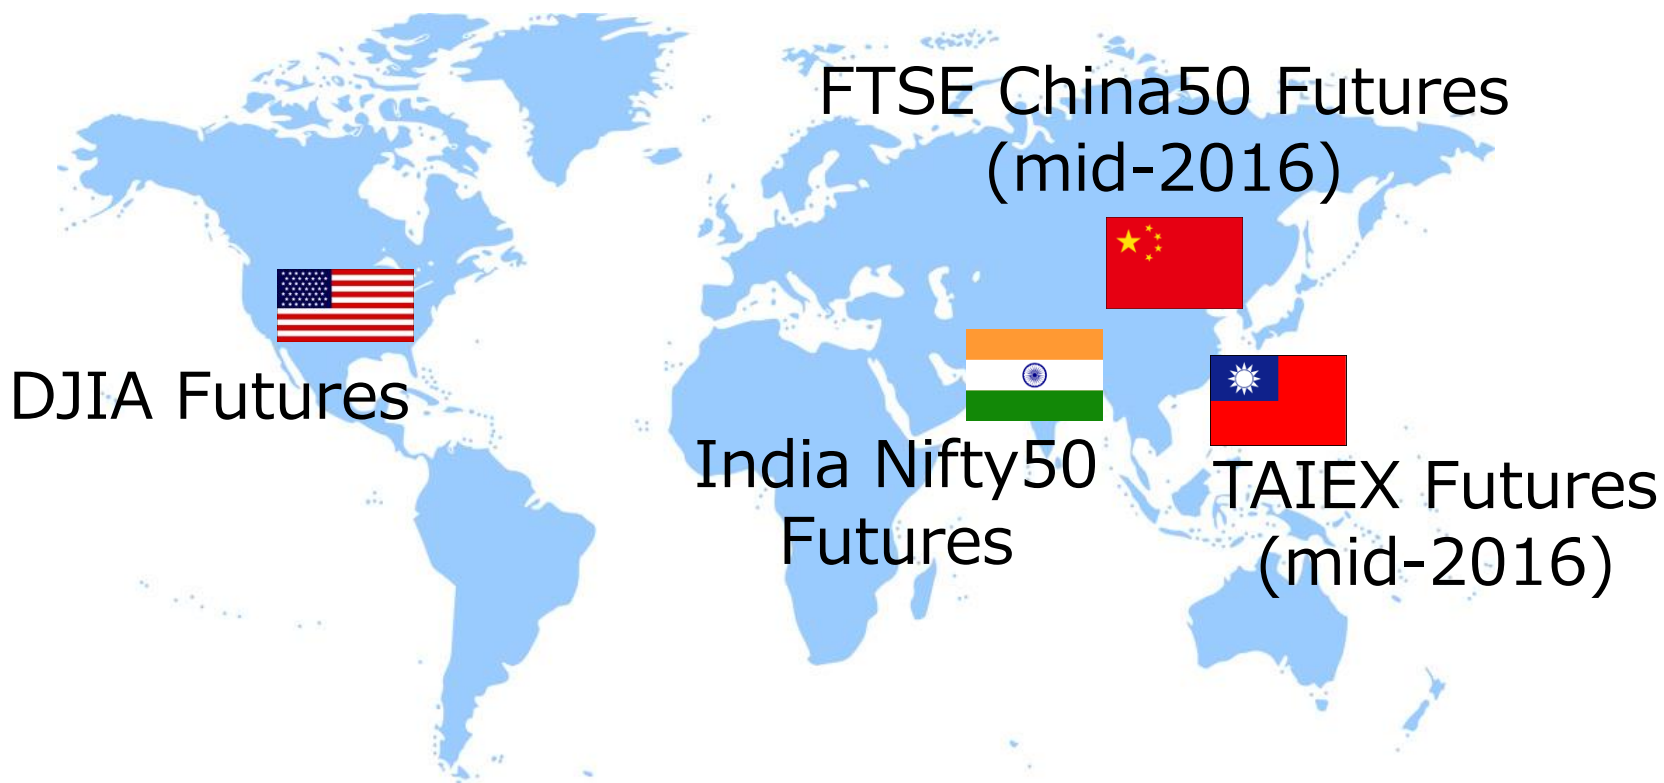 FTSE China50 Futures
(mid-2016)
DJIA Futures
India Nifty50
Futures
TAIEX Futures
(mid-2016)